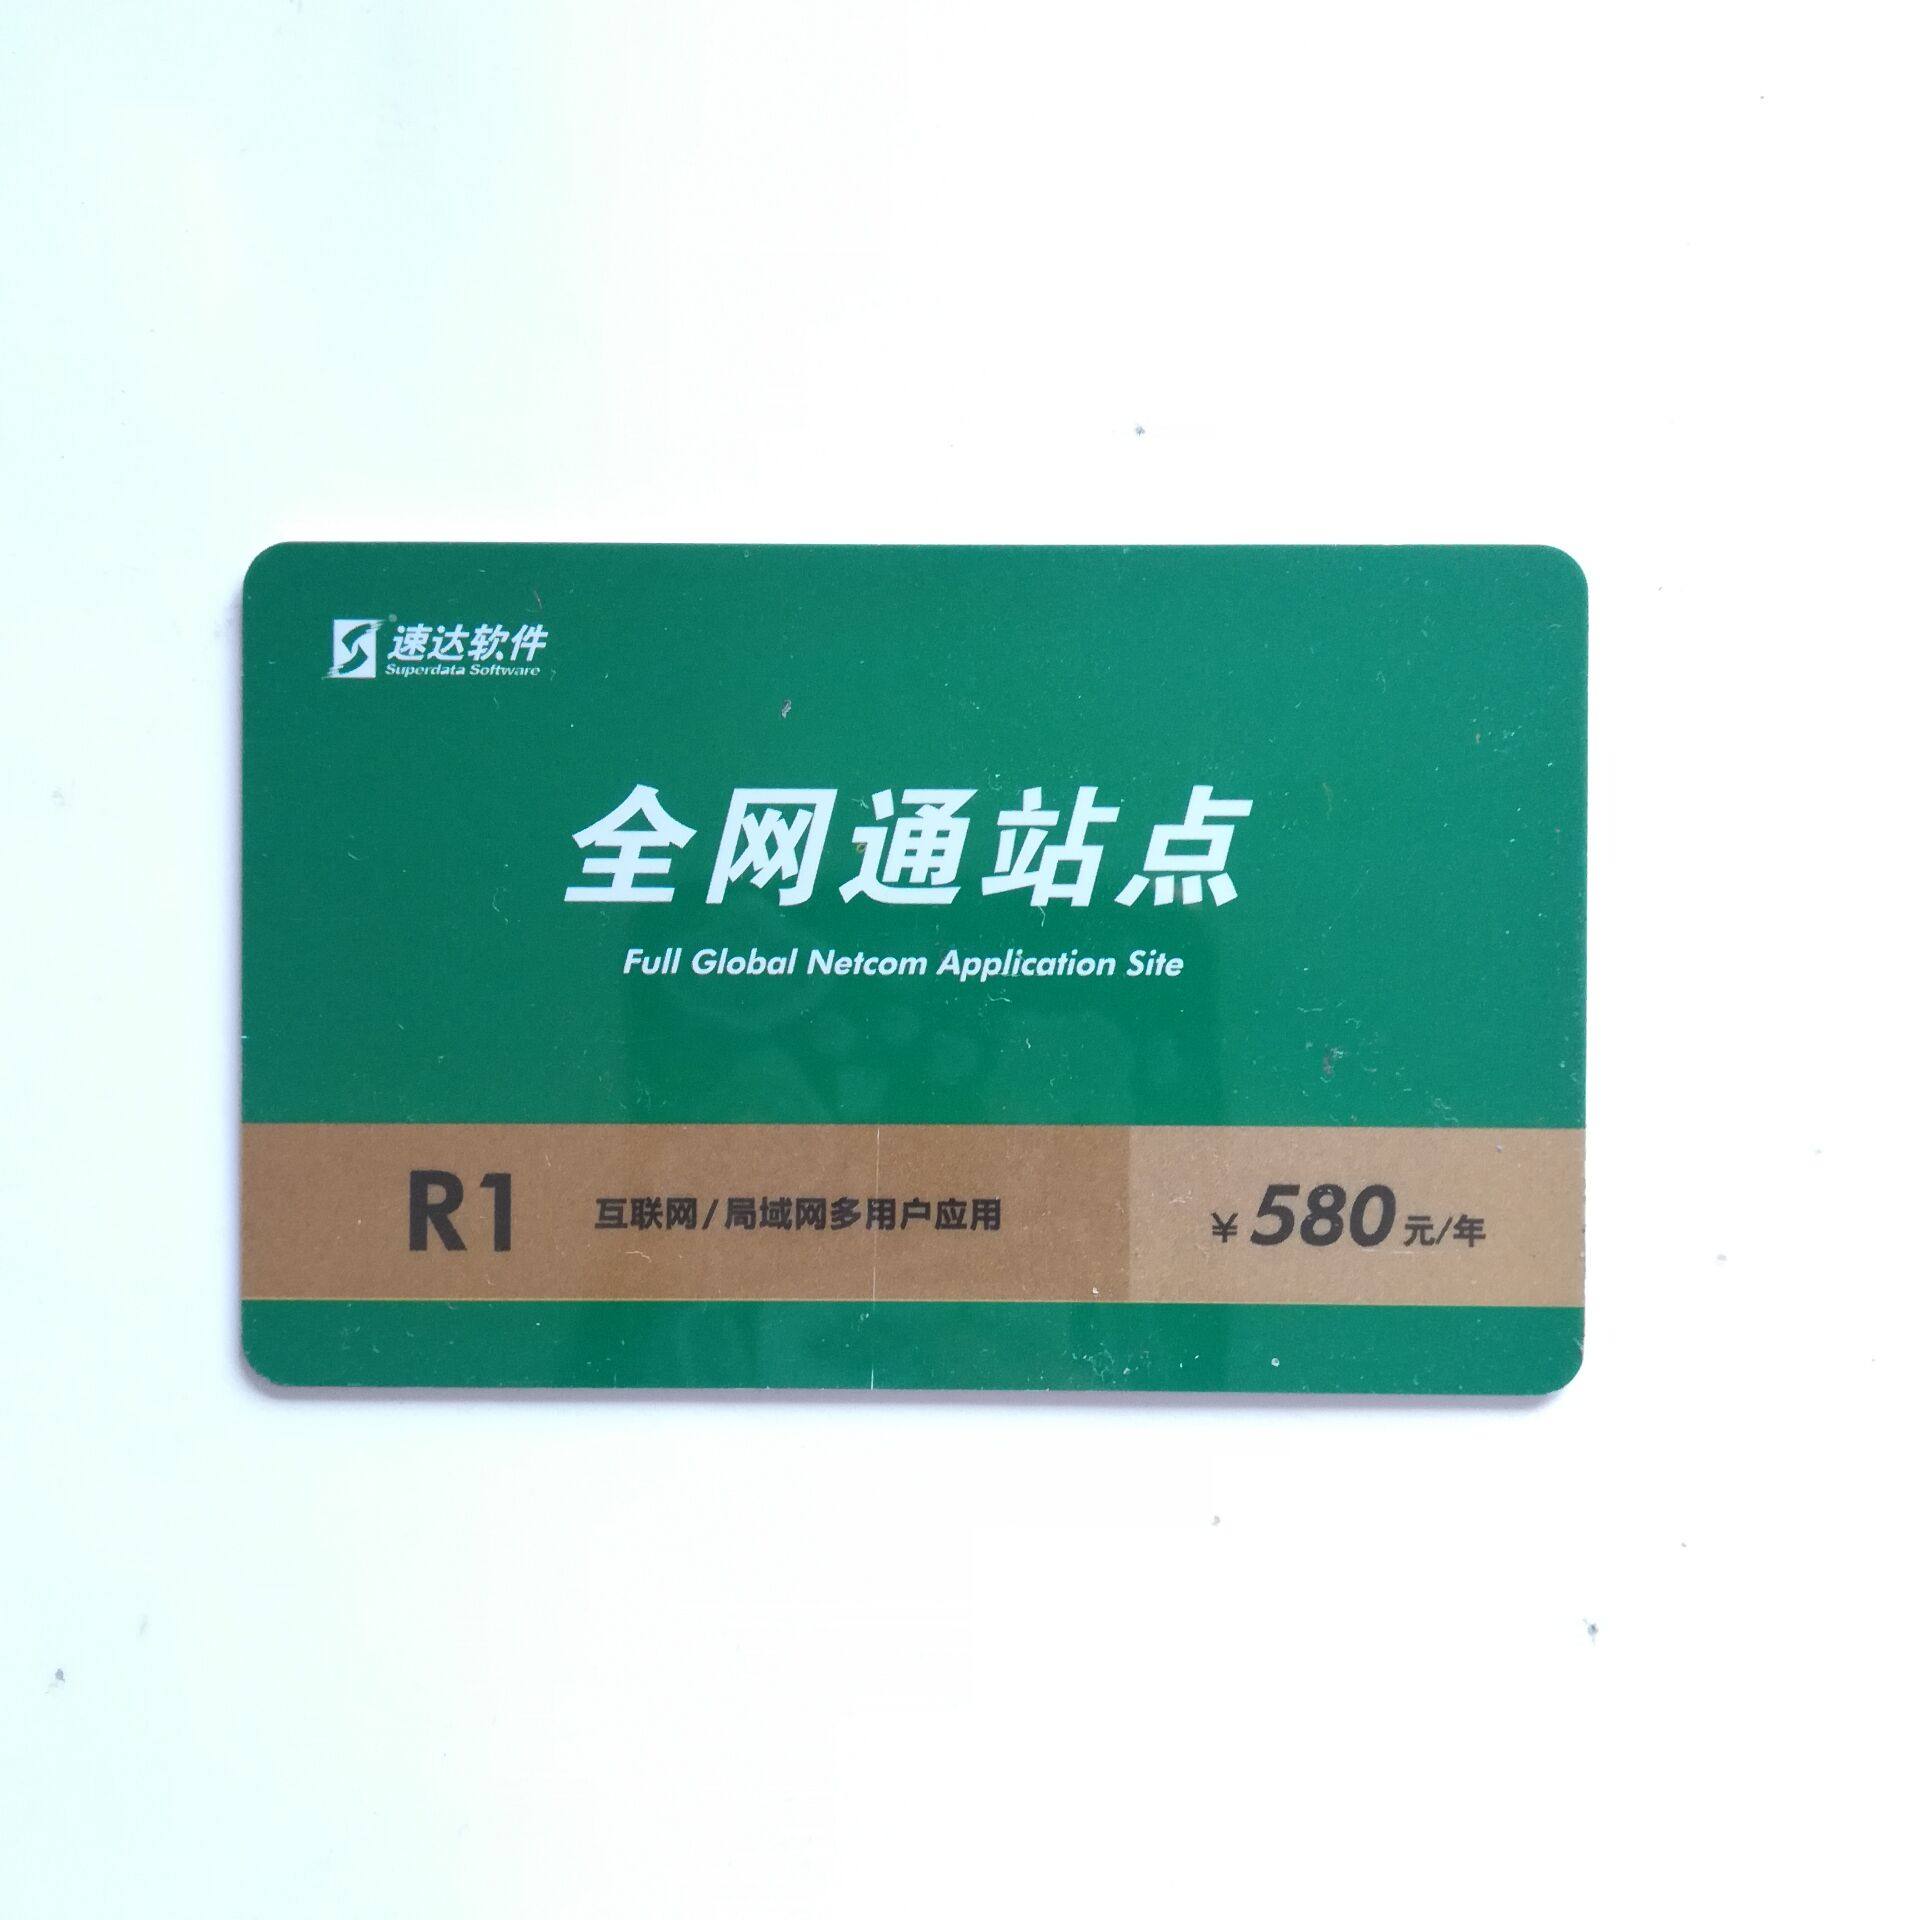 速达软件
Superdata Software
全网通站点
Full Global Netcom Application Site
R1 互联网/局域网多用户应用 ¥580元/年